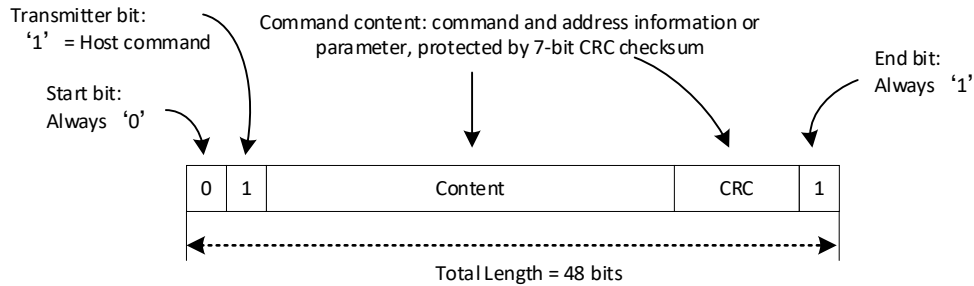 Transmitter bit:
‘1’ = Host command
Command content: command and address information or
parameter, protected by 7-bit CRC checksum
End bit:
Always ‘1’
Start bit:
Always ‘0’
0 1 Content CRC 1
Total Length = 48 bits